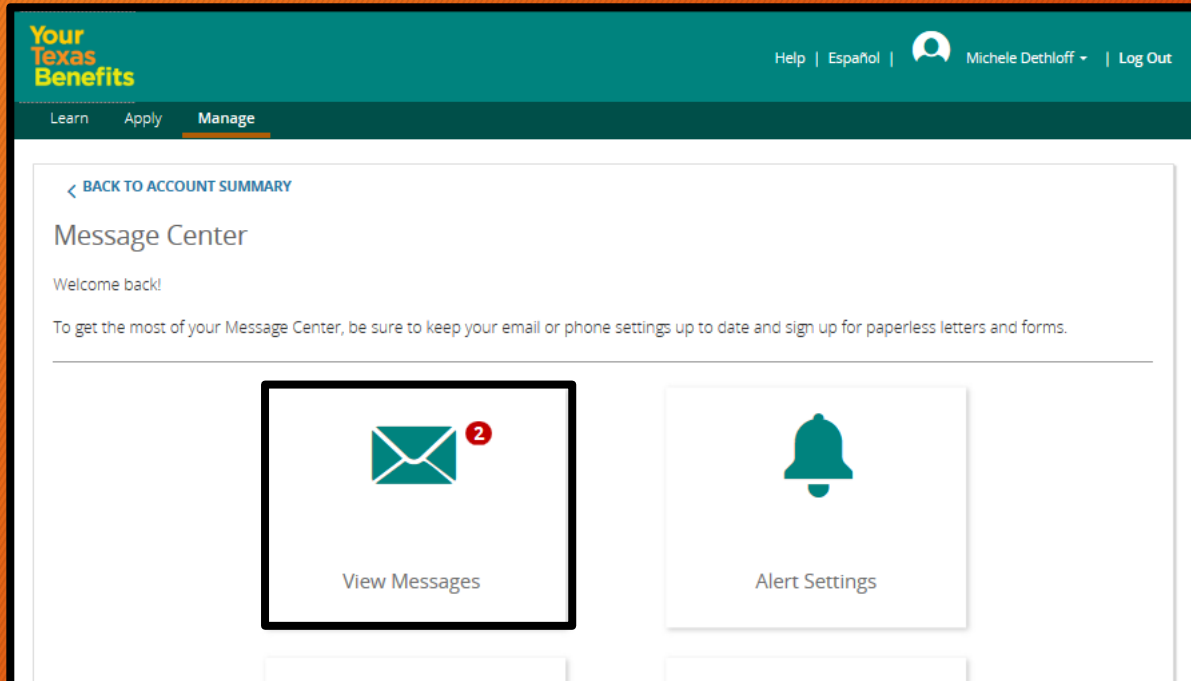 Your
Texas
Benefits
Help | Español | Michele Dethloff | Log Out
Learn Apply Manage
< BACK TO ACCOUNT SUMMARY
Message Center
Welcome back!
To get the most of your Message Center, be sure to keep your email or phone settings up to date and sign up for paperless letters and forms.
2
View Messages Alert Settings